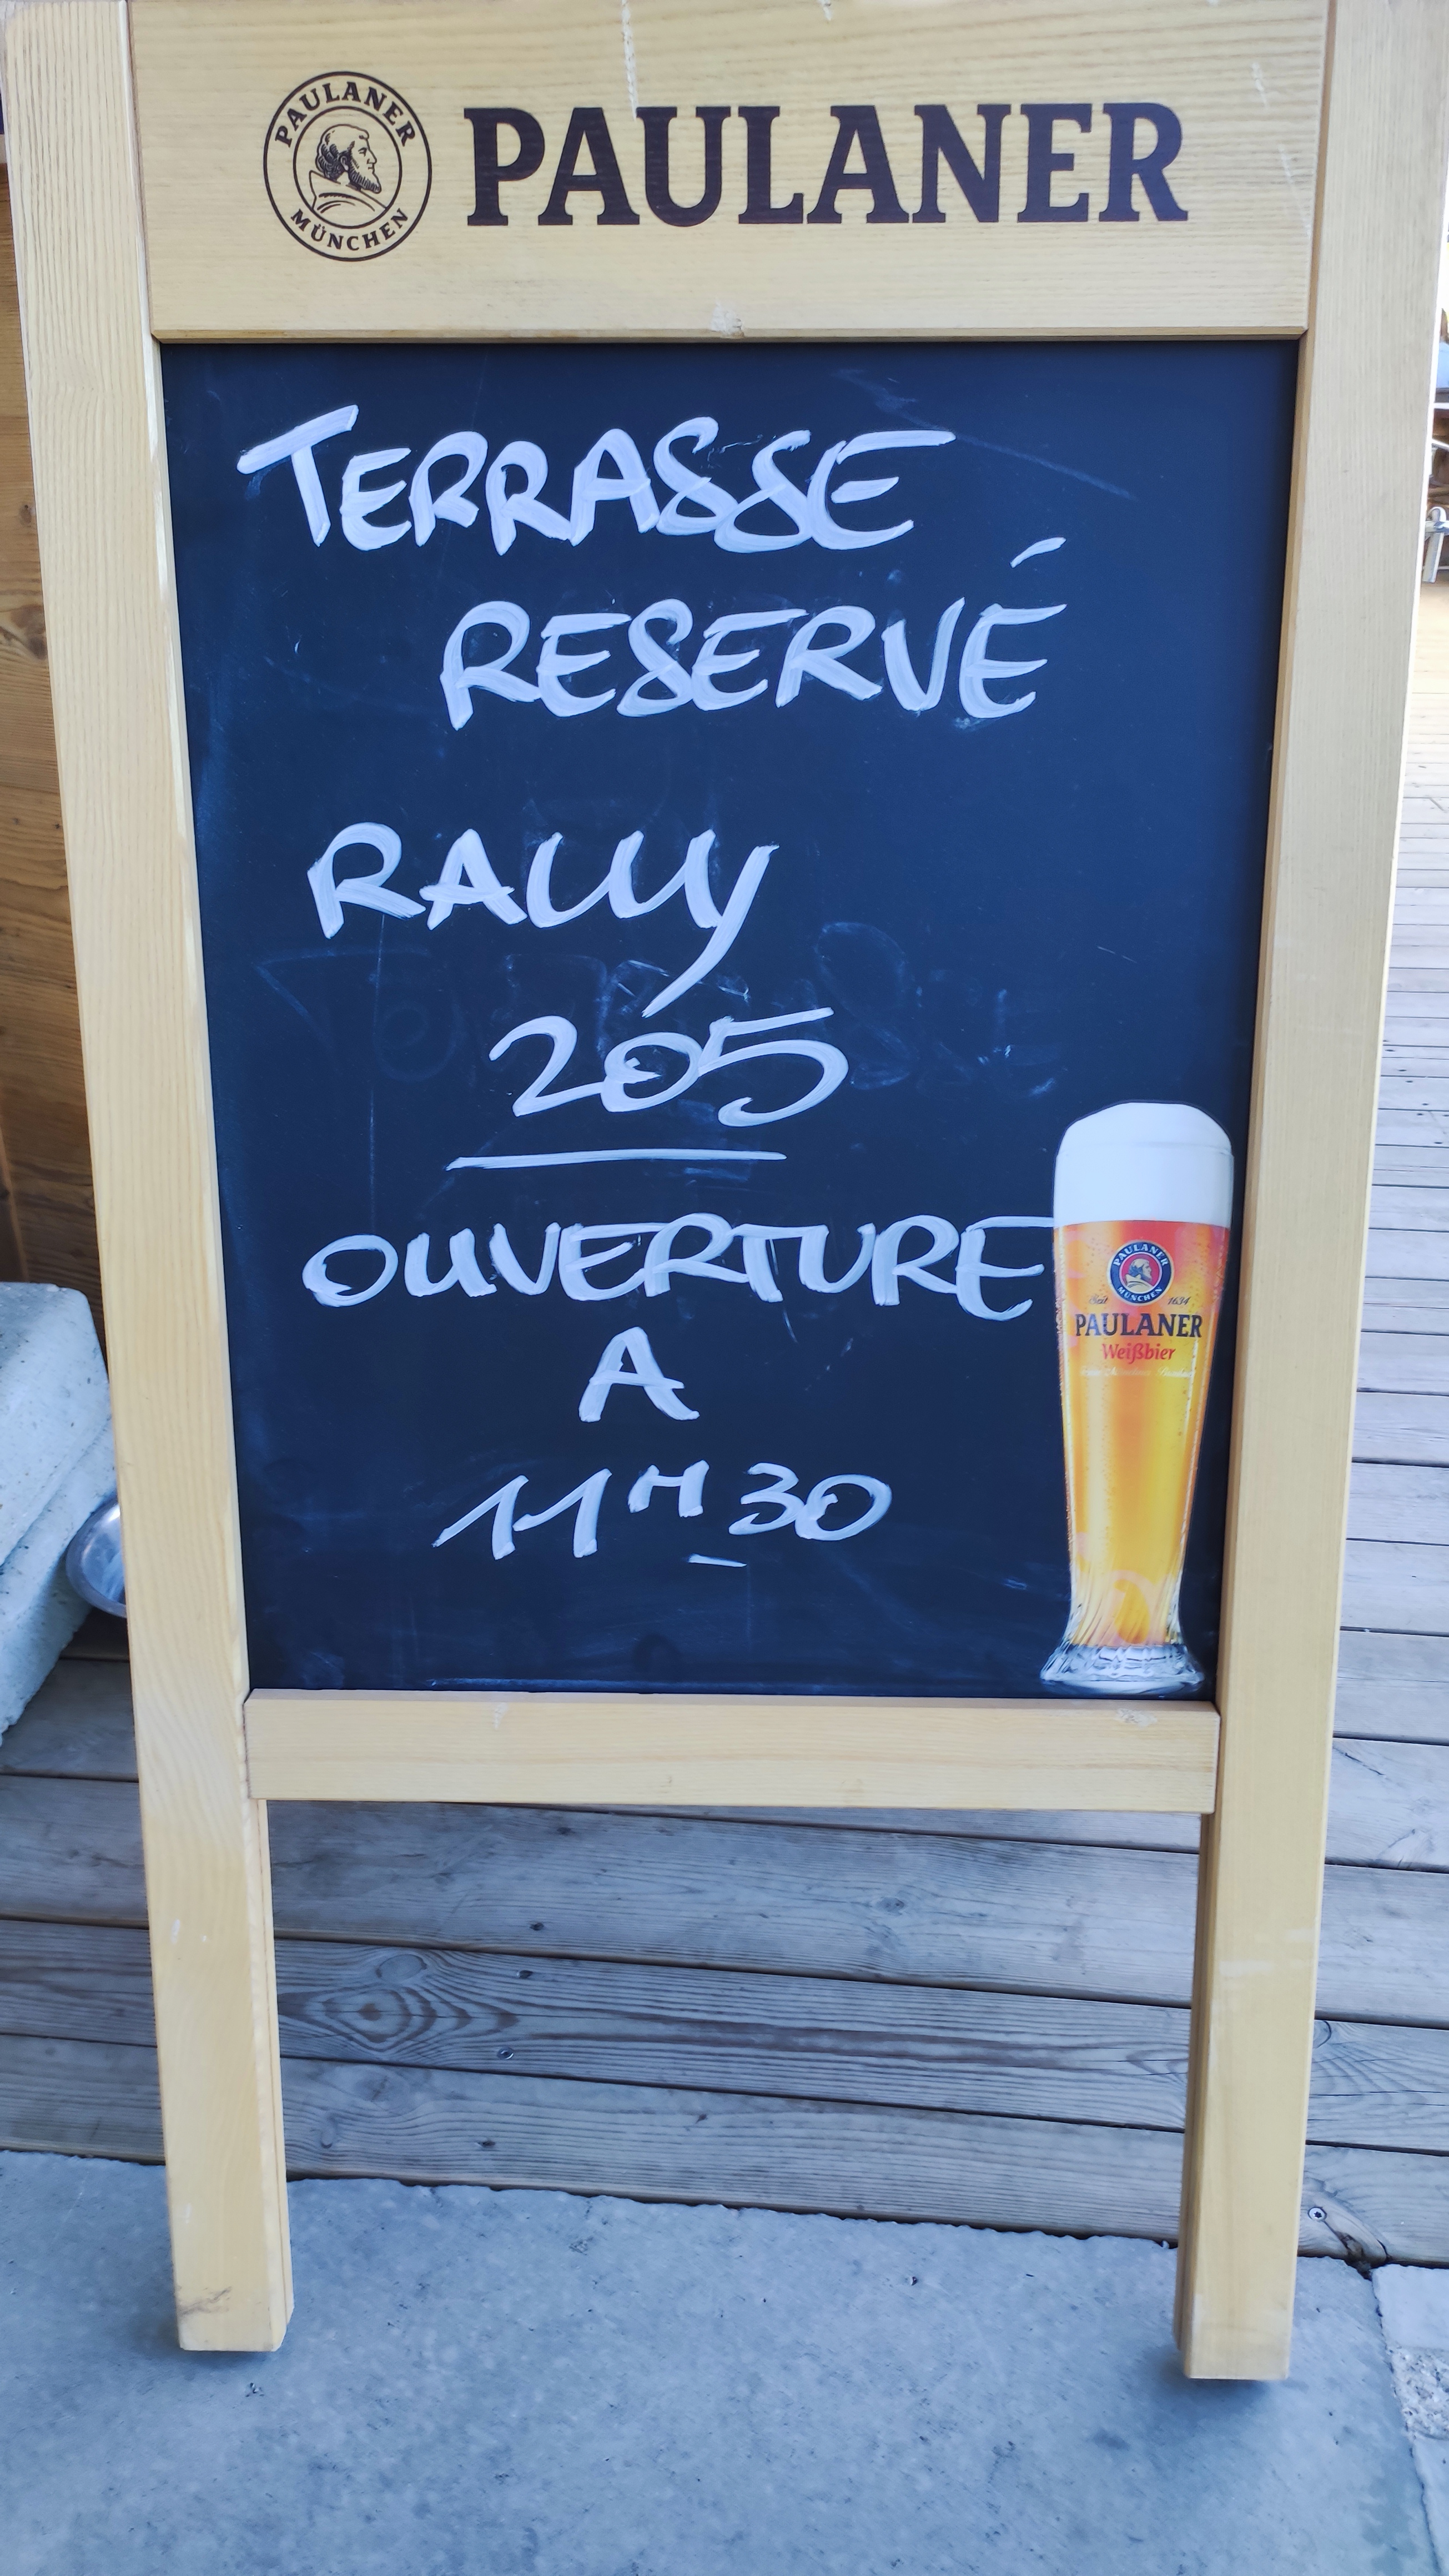 PAULANER
MÜNCHEN
PAULANER
TERRASSE
RESERVÉ
RALLY
205
OUVERTURE
A
11H30
PAULANER
MÜNCHEN
Seit 1634
PAULANER
Weißbier